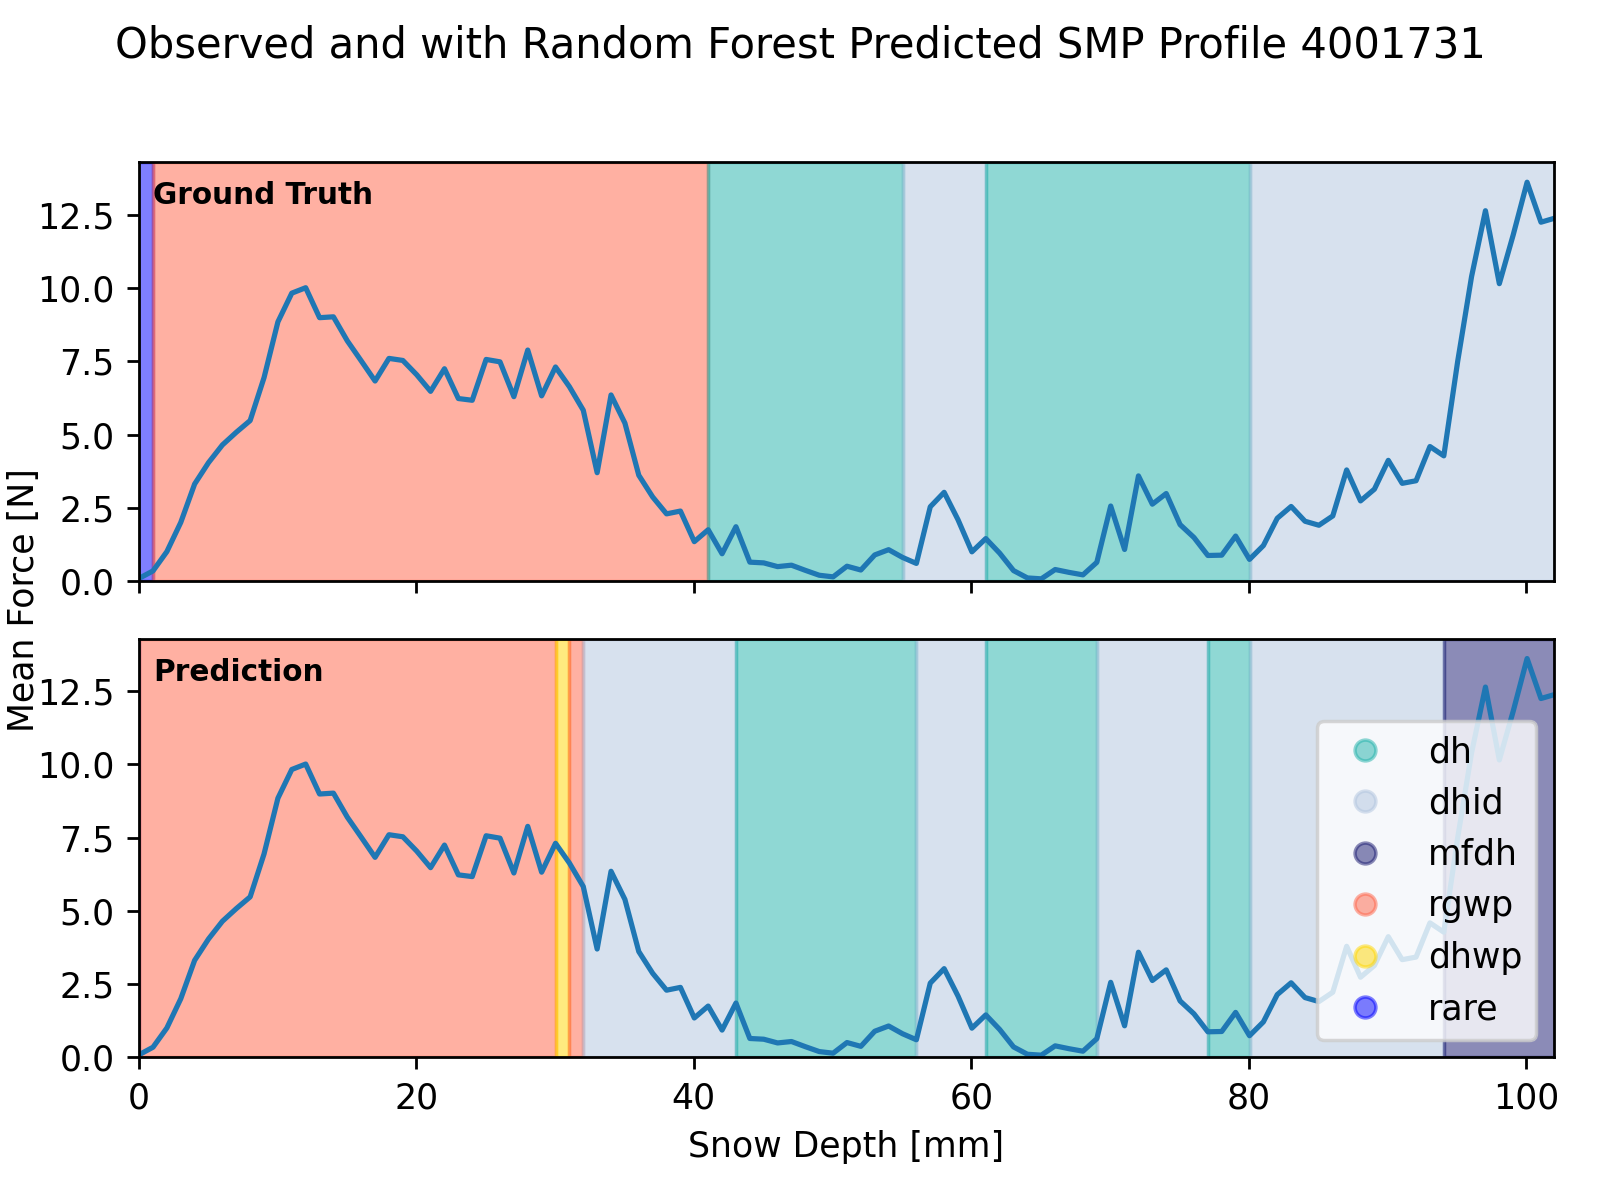 Observed and with Random Forest Predicted SMP Profile 4001731
Ground Truth
12.5
10.0
7.5
5.0
2.5
0.0
Mean Force [N]
Prediction
12.5
10.0
7.5
5.0
2.5
0.0
dh
dhid
mfdh
rgwp
dhwp
rare
0 20 40 60 80 100
Snow Depth [mm]